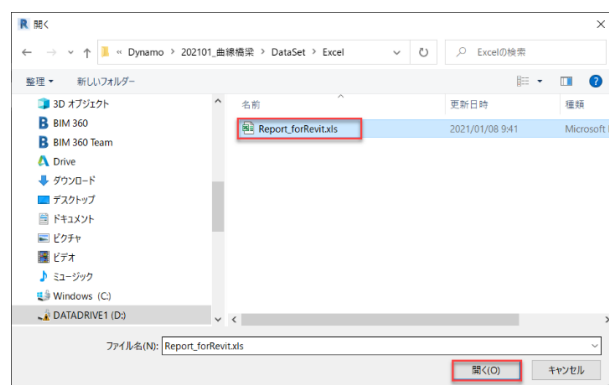 開く
« Dynamo > 202101_曲線橋梁 > DataSet > Excel
Excelの検索
整理 新しいフォルダー
3D オブジェクト
BIM 360
BIM 360 Team
Drive
ダウンロード
デスクトップ
ドキュメント
ピクチャ
ビデオ
ミュージック
Windows (C:)
DATADRIVE1 (D:)
名前 更新日時 種類
Report_forRevit.xls 2021/01/08 9:41 Microsoft
ファイル名(N): Report_forRevit.xls
開く(O) キャンセル